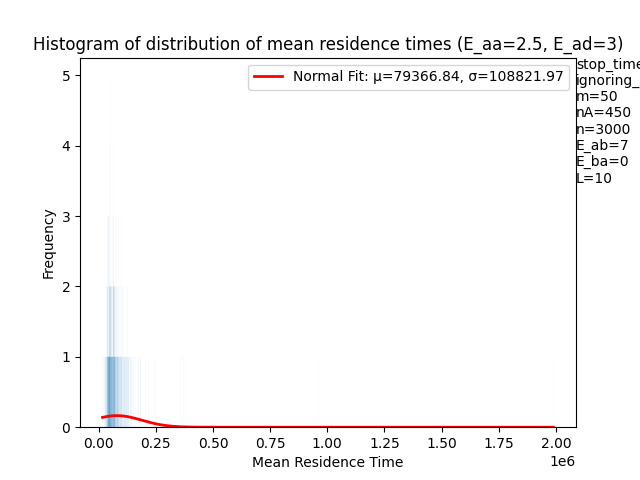 Histogram of distribution of mean residence times (E_aa=2.5, E_ad=3)
Normal Fit: μ=79366.84, σ=108821.97
stop_time
ignoring_
m=50
nA=450
n=3000
E_ab=7
E_ba=0
L=10
Frequency
5
4
3
2
1
0
0.00 0.25 0.50 0.75 1.00 1.25 1.50 1.75 2.00
1e6
Mean Residence Time